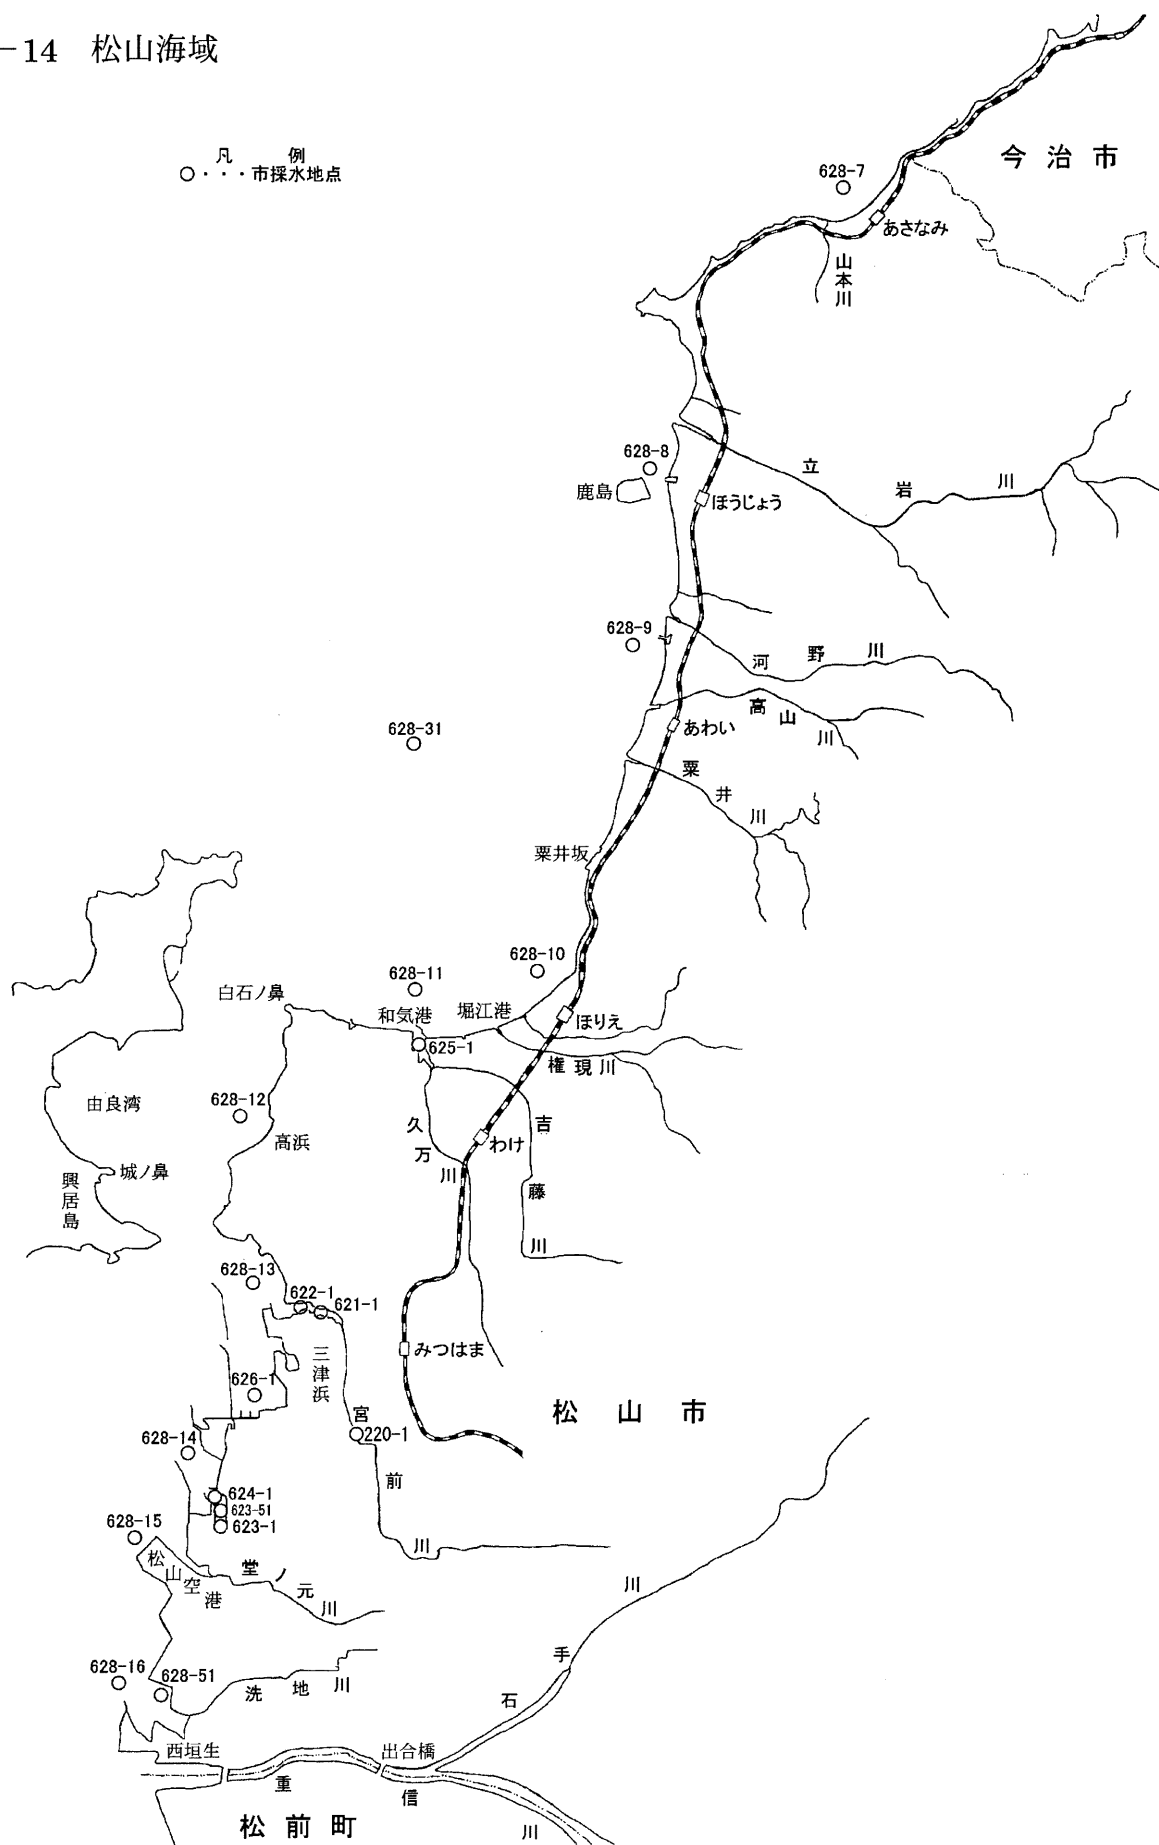 -14 松山海域
凡例
○・・・市採水地点
今治市
628-7
あさなみ
山本川
628-8
鹿島
ほうじょう
立岩川
628-9
河野川
高山川
あわい
628-31
粟井川
粟井坂
628-10
628-11
白石ノ鼻
和気港
堀江港
ほりえ
625-1
権現川
由良湾
628-12
高浜
久万川
わけ
吉藤川
城ノ鼻
興居島
628-13
622-1
621-1
三津浜
みつはま
626-1
松山市
宮前川
220-1
628-14
624-1
623-51
623-1
628-15
松山空港
堂ノ元川
石手川
628-16
628-51
洗地川
西垣生
出合橋
重信川
松前町